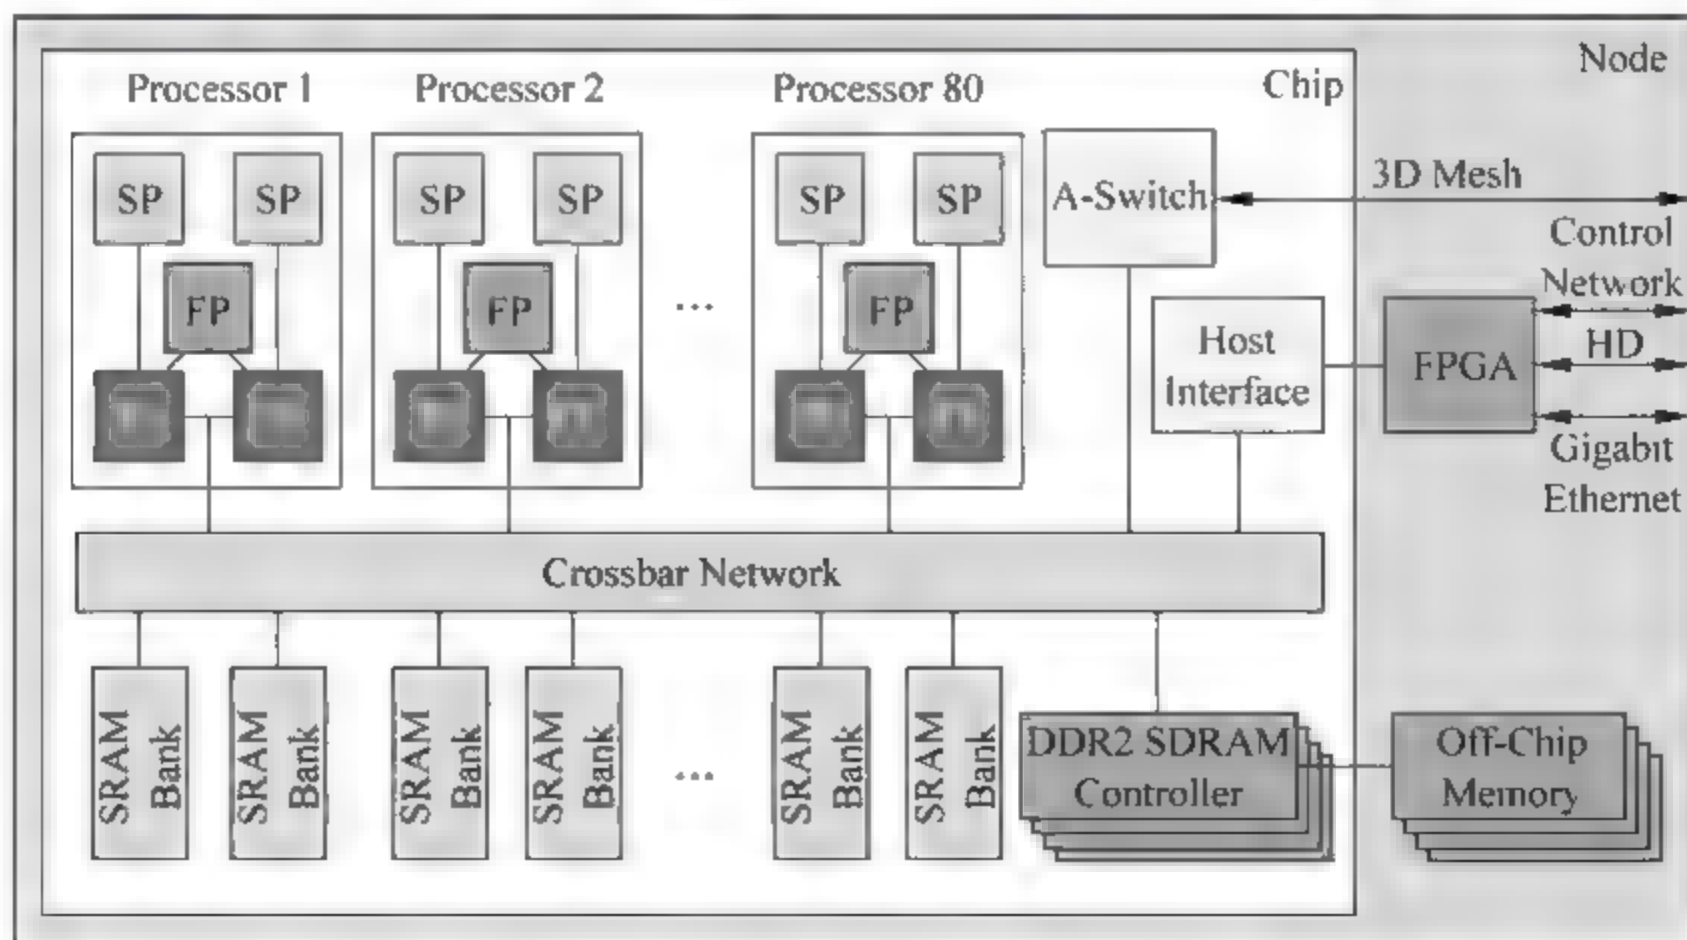 Node
Chip
Processor 1
Processor 2
Processor 80
SP
SP
SP
SP
SP
SP
FP
FP
FP
...
A-Switch
3D Mesh
Control
Network
HD
Gigabit
Ethernet
Host
Interface
FPGA
Crossbar Network
SRAM
Bank
SRAM
Bank
SRAM
Bank
SRAM
Bank
...
SRAM
Bank
SRAM
Bank
DDR2 SDRAM
Controller
Off-Chip
Memory